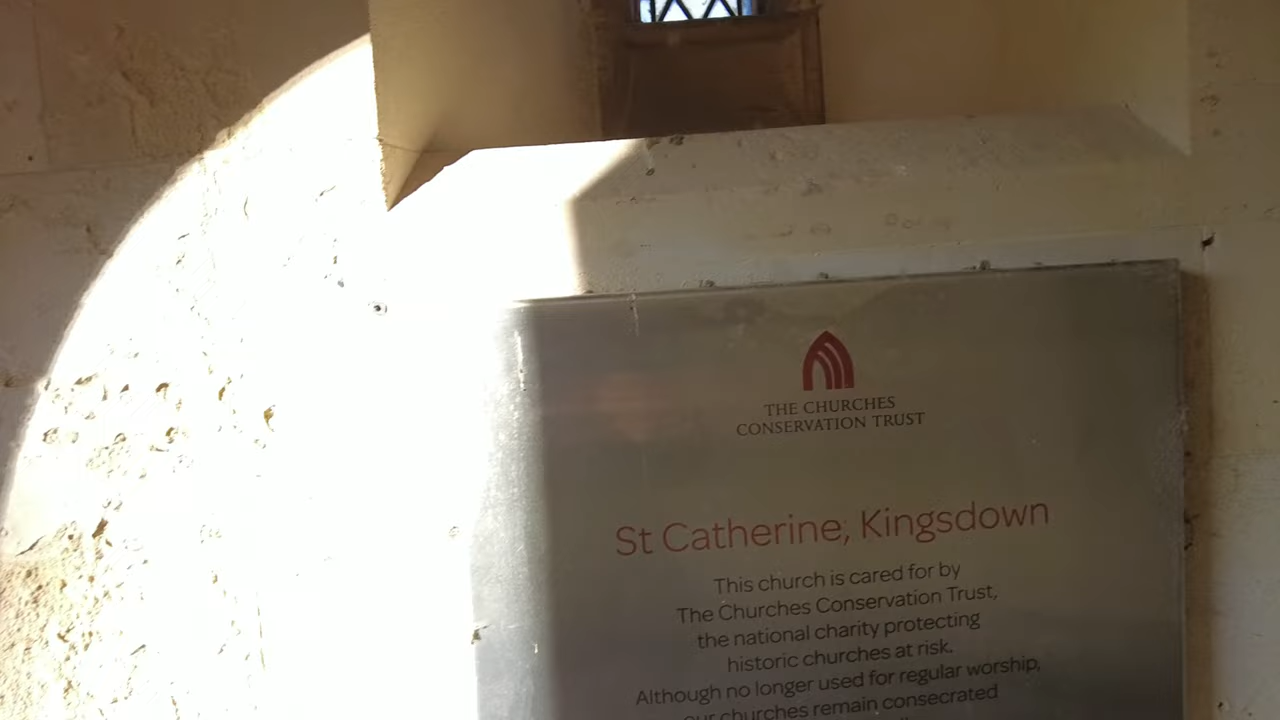 THE CHURCHES
CONSERVATION TRUST
St Catherine, Kingsdown
This church is cared for by
The Churches Conservation Trust,
the national charity protecting
historic churches at risk.
Although no longer used for regular worship,
our churches remain consecrated